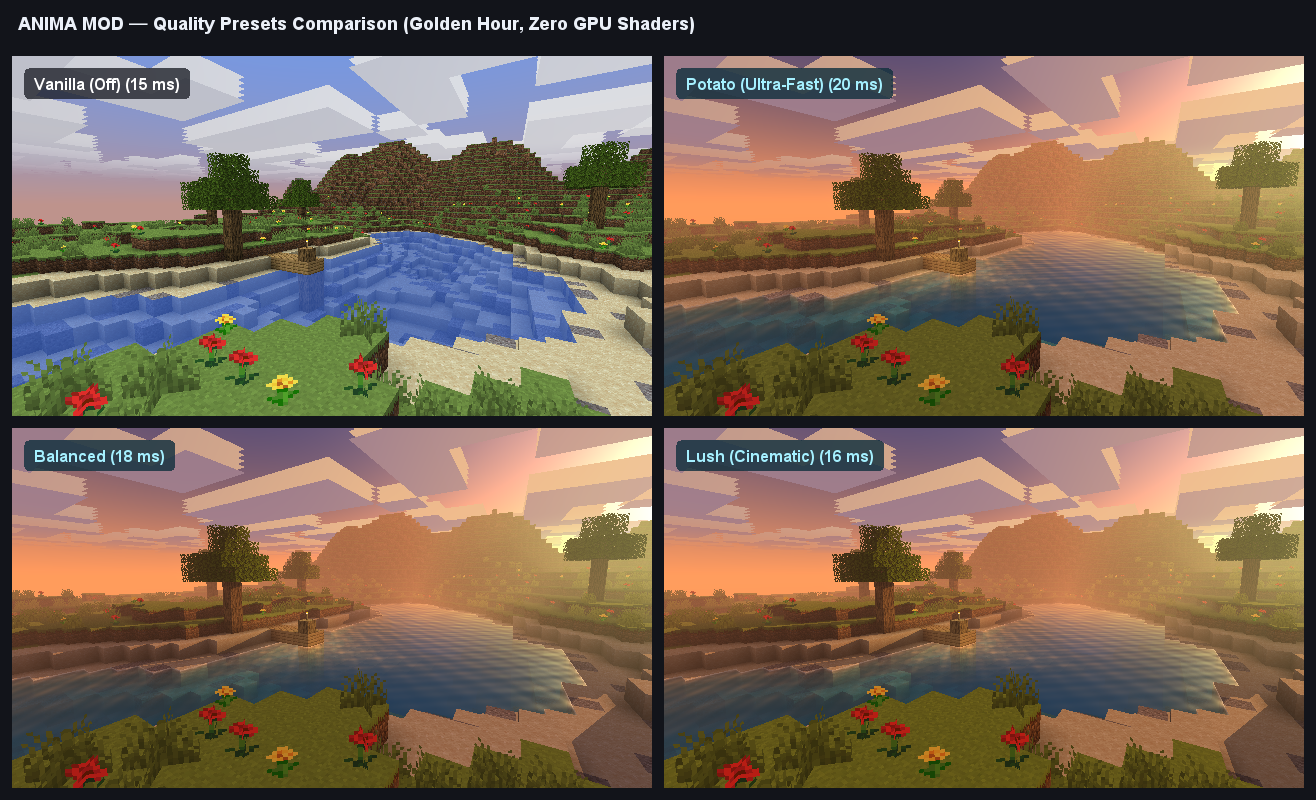 ANIMA MOD — Quality Presets Comparison (Golden Hour, Zero GPU Shaders)
Vanilla (Off) (15 ms)
Potato (Ultra-Fast) (20 ms)
Balanced (18 ms)
Lush (Cinematic) (16 ms)